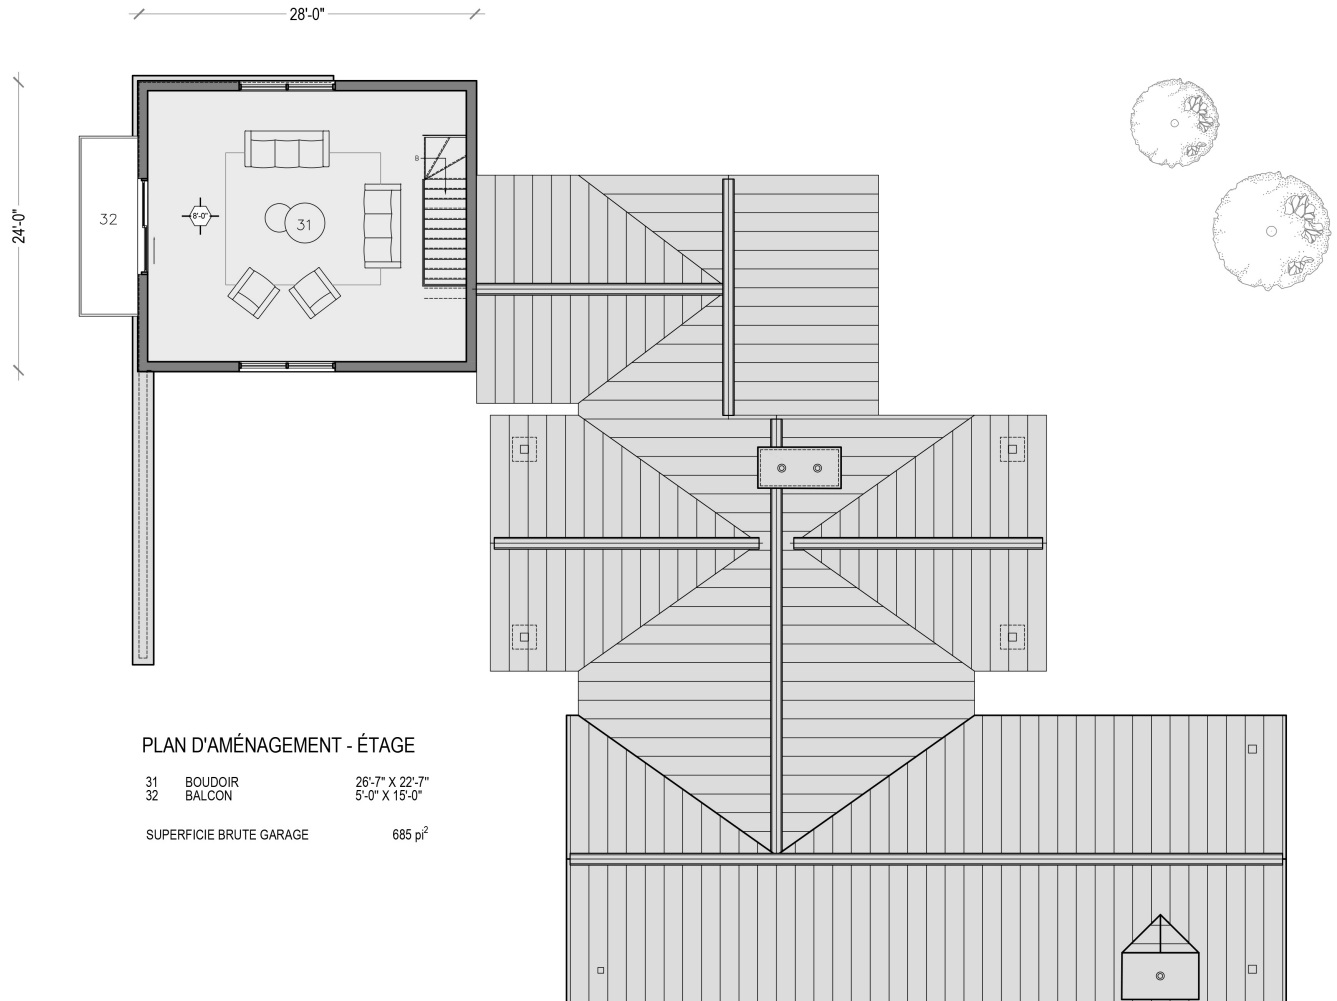 28'-0"
24'-0"
B
32
8'-0"
31
PLAN D'AMÉNAGEMENT - ÉTAGE
31 BOUDOIR 26'-7" X 22'-7"
32 BALCON 5'-0" X 15'-0"
SUPERFICIE BRUTE GARAGE 685 pi²